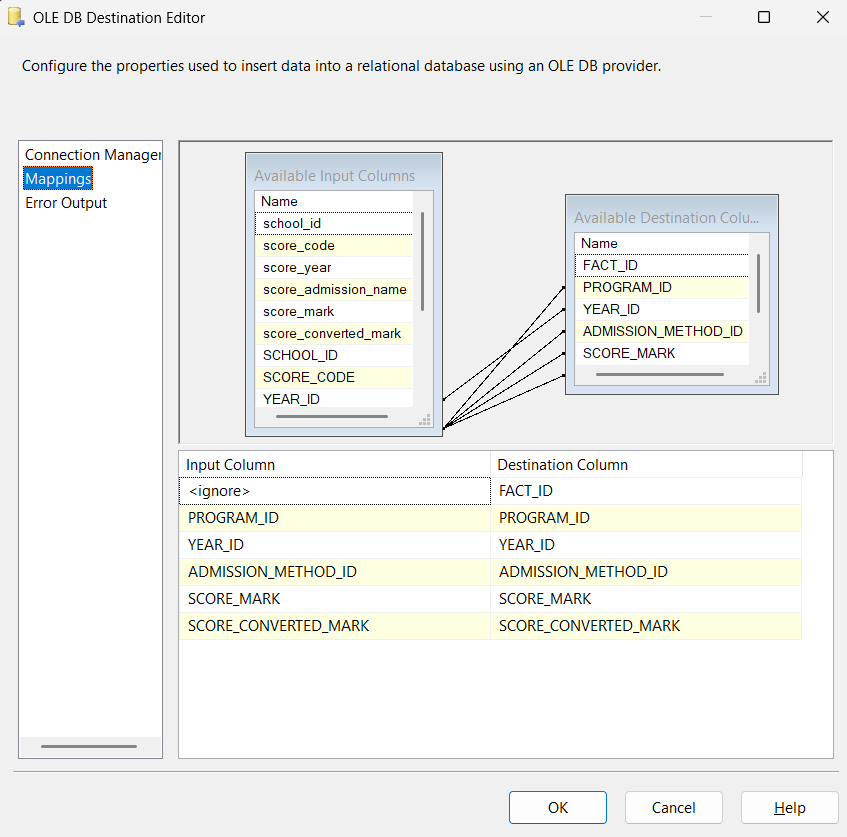 OLE DB Destination Editor
Configure the properties used to insert data into a relational database using an OLE DB provider.
Connection Manager
Mappings
Error Output
Available Input Columns
Name
school_id
score_code
score_year
score_admission_name
score_mark
score_converted_mark
SCHOOL_ID
SCORE_CODE
YEAR_ID
Available Destination Colu...
Name
FACT_ID
PROGRAM_ID
YEAR_ID
ADMISSION_METHOD_ID
SCORE_MARK
Input Column Destination Column
<ignore> FACT_ID
PROGRAM_ID PROGRAM_ID
YEAR_ID YEAR_ID
ADMISSION_METHOD_ID ADMISSION_METHOD_ID
SCORE_MARK SCORE_MARK
SCORE_CONVERTED_MARK SCORE_CONVERTED_MARK
OK Cancel Help